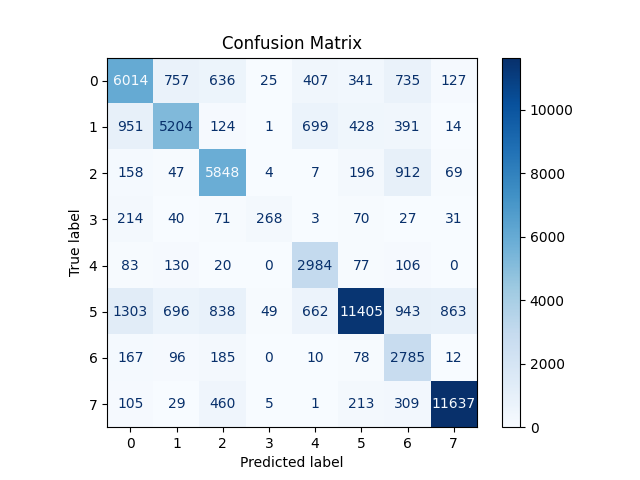 Confusion Matrix
0 6014 757 636 25 407 341 735 127
1 951 5204 124 1 699 428 391 14
2 158 47 5848 4 7 196 912 69
3 214 40 71 268 3 70 27 31
4 83 130 20 0 2984 77 106 0
5 1303 696 838 49 662 11405 943 863
6 167 96 185 0 10 78 2785 12
7 105 29 460 5 1 213 309 11637
0 1 2 3 4 5 6 7
Predicted label
True label
10000
8000
6000
4000
2000
0